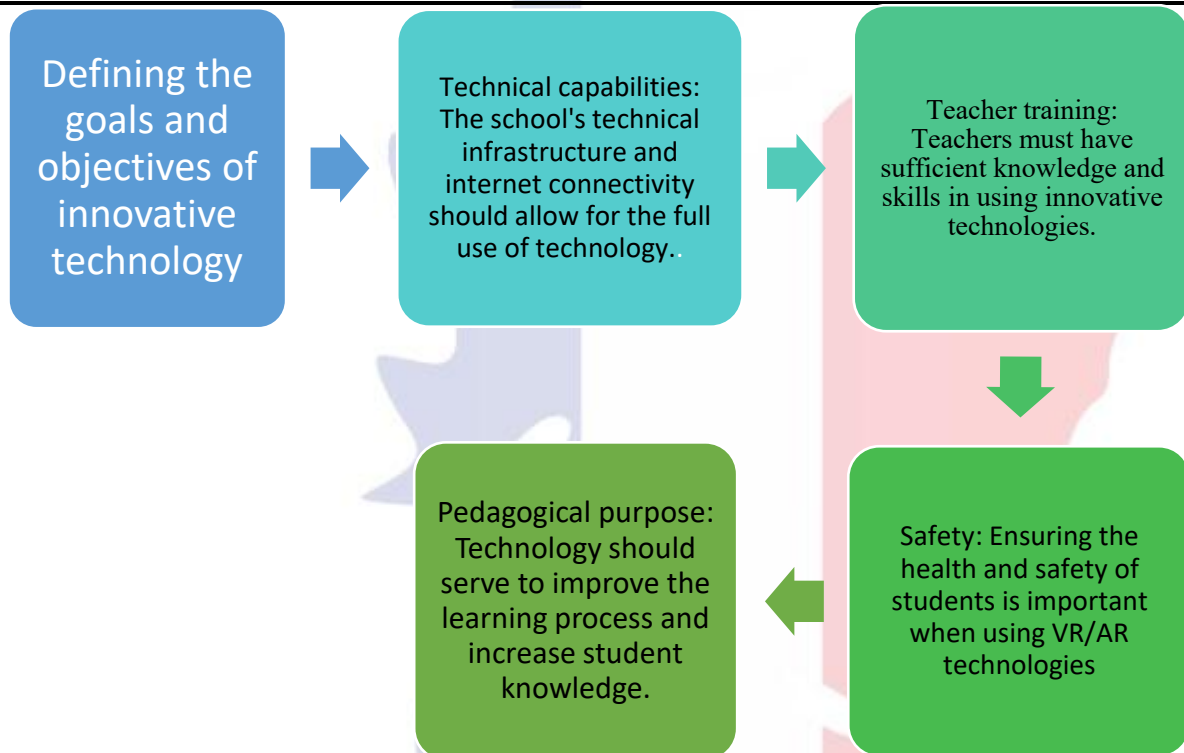 Defining the
goals and
objectives of
innovative
technology
Technical capabilities:
The school's technical
infrastructure and
internet connectivity
should allow for the full
use of technology..
Teacher training:
Teachers must have
sufficient knowledge and
skills in using innovative
technologies.
Safety: Ensuring the
health and safety of
students is important
when using VR/AR
technologies
Pedagogical purpose:
Technology should
serve to improve the
learning process and
increase student
knowledge.